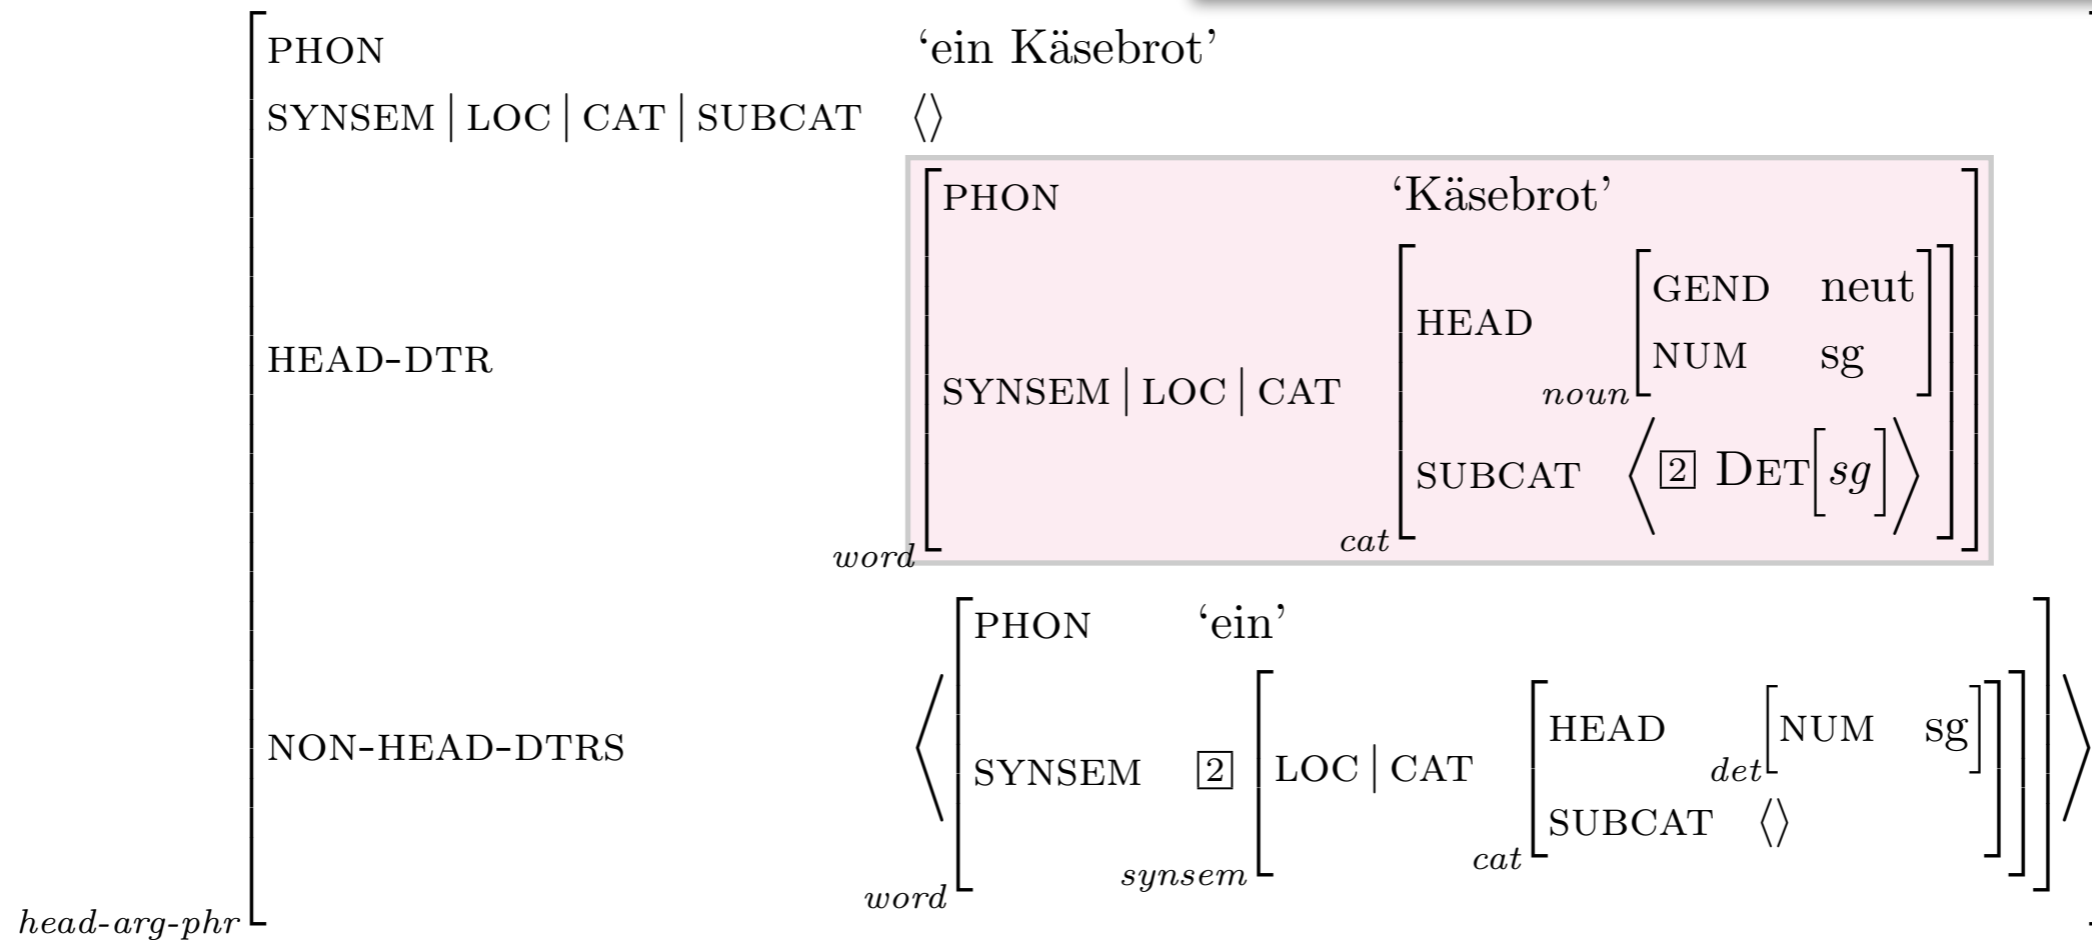 PHON ‘ein Käsebrot’
SYNSEM | LOC | CAT | SUBCAT ⟨⟩
PHON ‘Käsebrot’
GEND neut
HEAD
HEAD-DTR NUM sg
SYNSEM | LOC | CAT noun
SUBCAT ⟨ 2 DET[sg] ⟩
word cat
PHON ‘ein’
HEAD NUM sg
NON-HEAD-DTRS SYNSEM 2 LOC | CAT det
SUBCAT ⟨⟩
word synsem cat
head-arg-phr